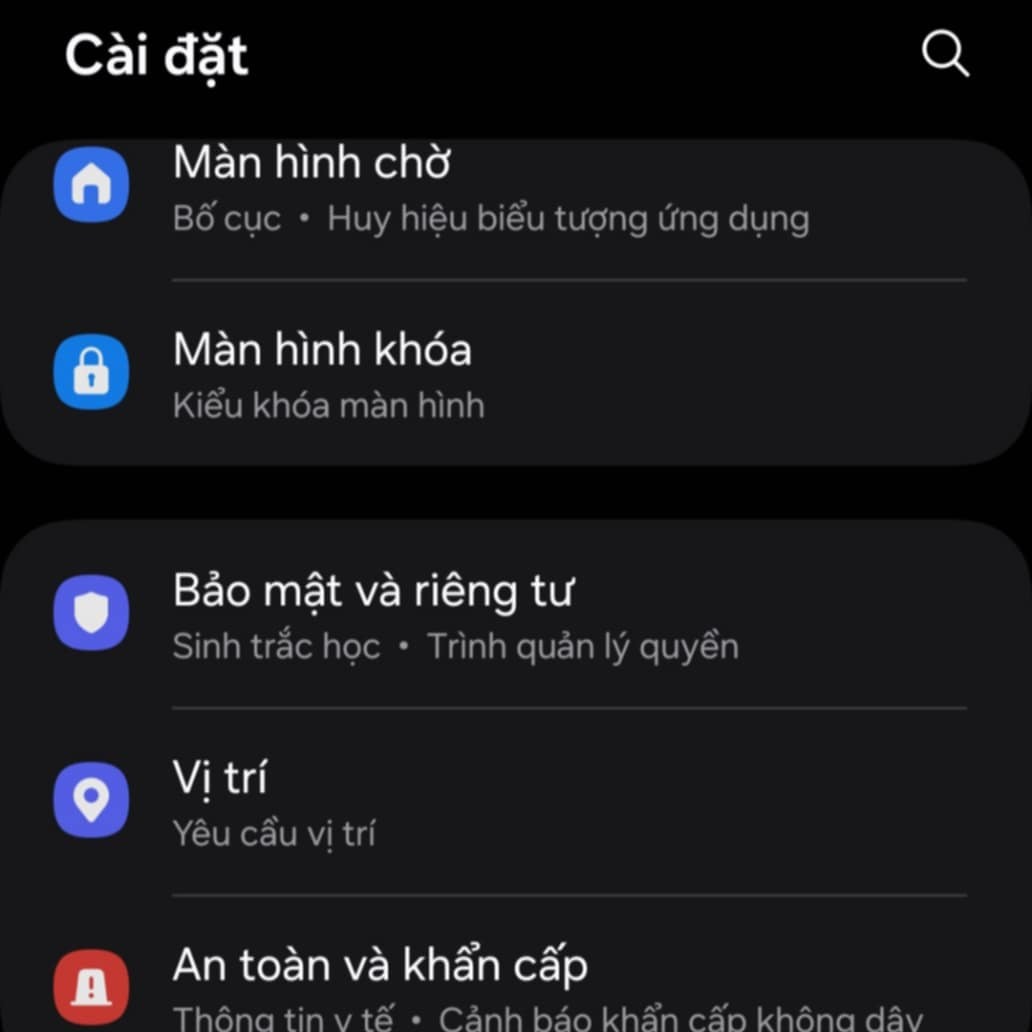 Cài đặt
Màn hình chờ
Bố cục • Huy hiệu biểu tượng ứng dụng
Màn hình khóa
Kiểu khóa màn hình
Bảo mật và riêng tư
Sinh trắc học • Trình quản lý quyền
Vị trí
Yêu cầu vị trí
An toàn và khẩn cấp
Thông tin y tế • Cảnh báo khẩn cấp không dây